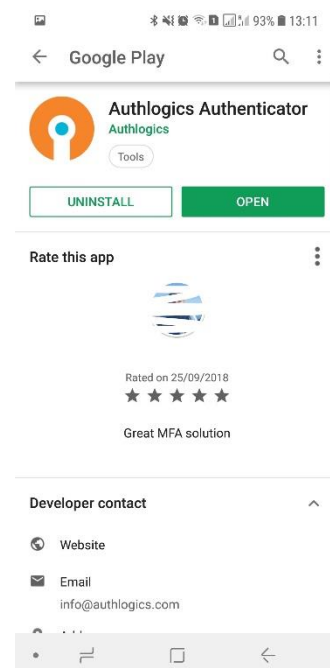 93% 13:11
Google Play
Authlogics Authenticator
Authlogics
Tools
UNINSTALL
OPEN
Rate this app
Rated on 25/09/2018
Great MFA solution
Developer contact
Website
Email
info@authlogics.com